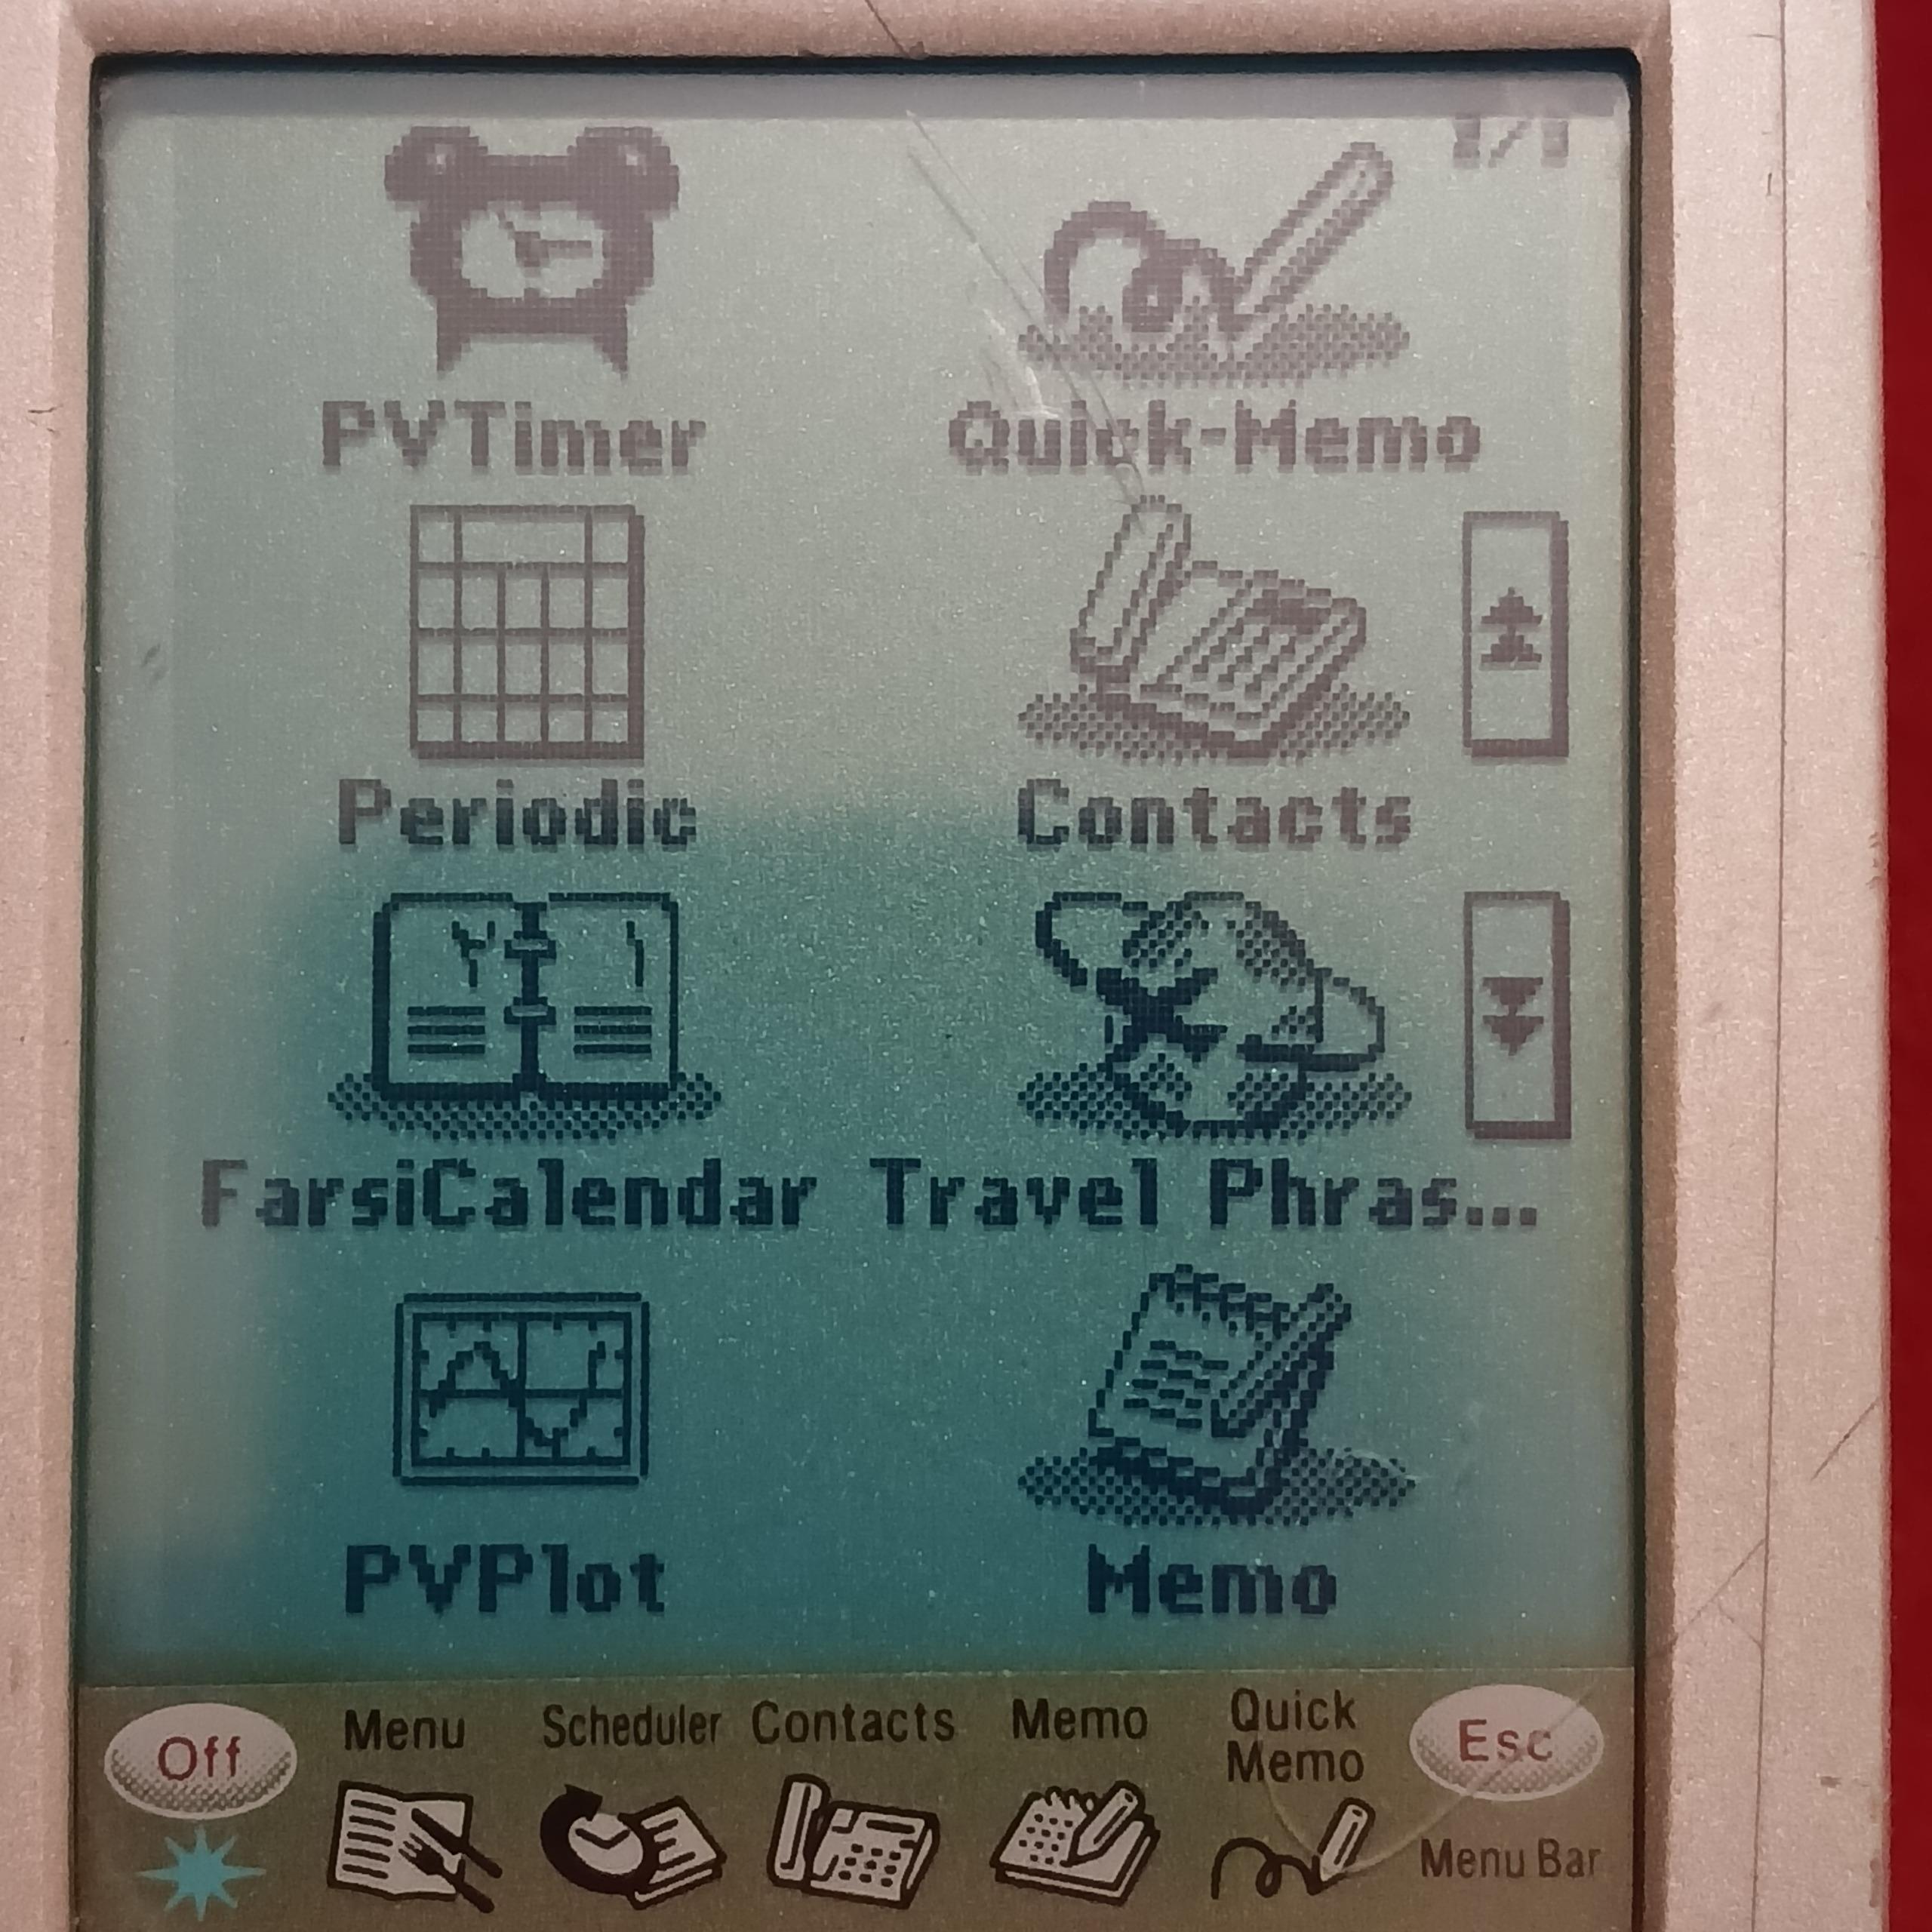 PVTimer Quick-Memo
Periodic Contacts
FarsiCalendar Travel Phras...
PVPlot Memo
Off Menu Scheduler Contacts Memo Quick Memo Esc
Menu Bar